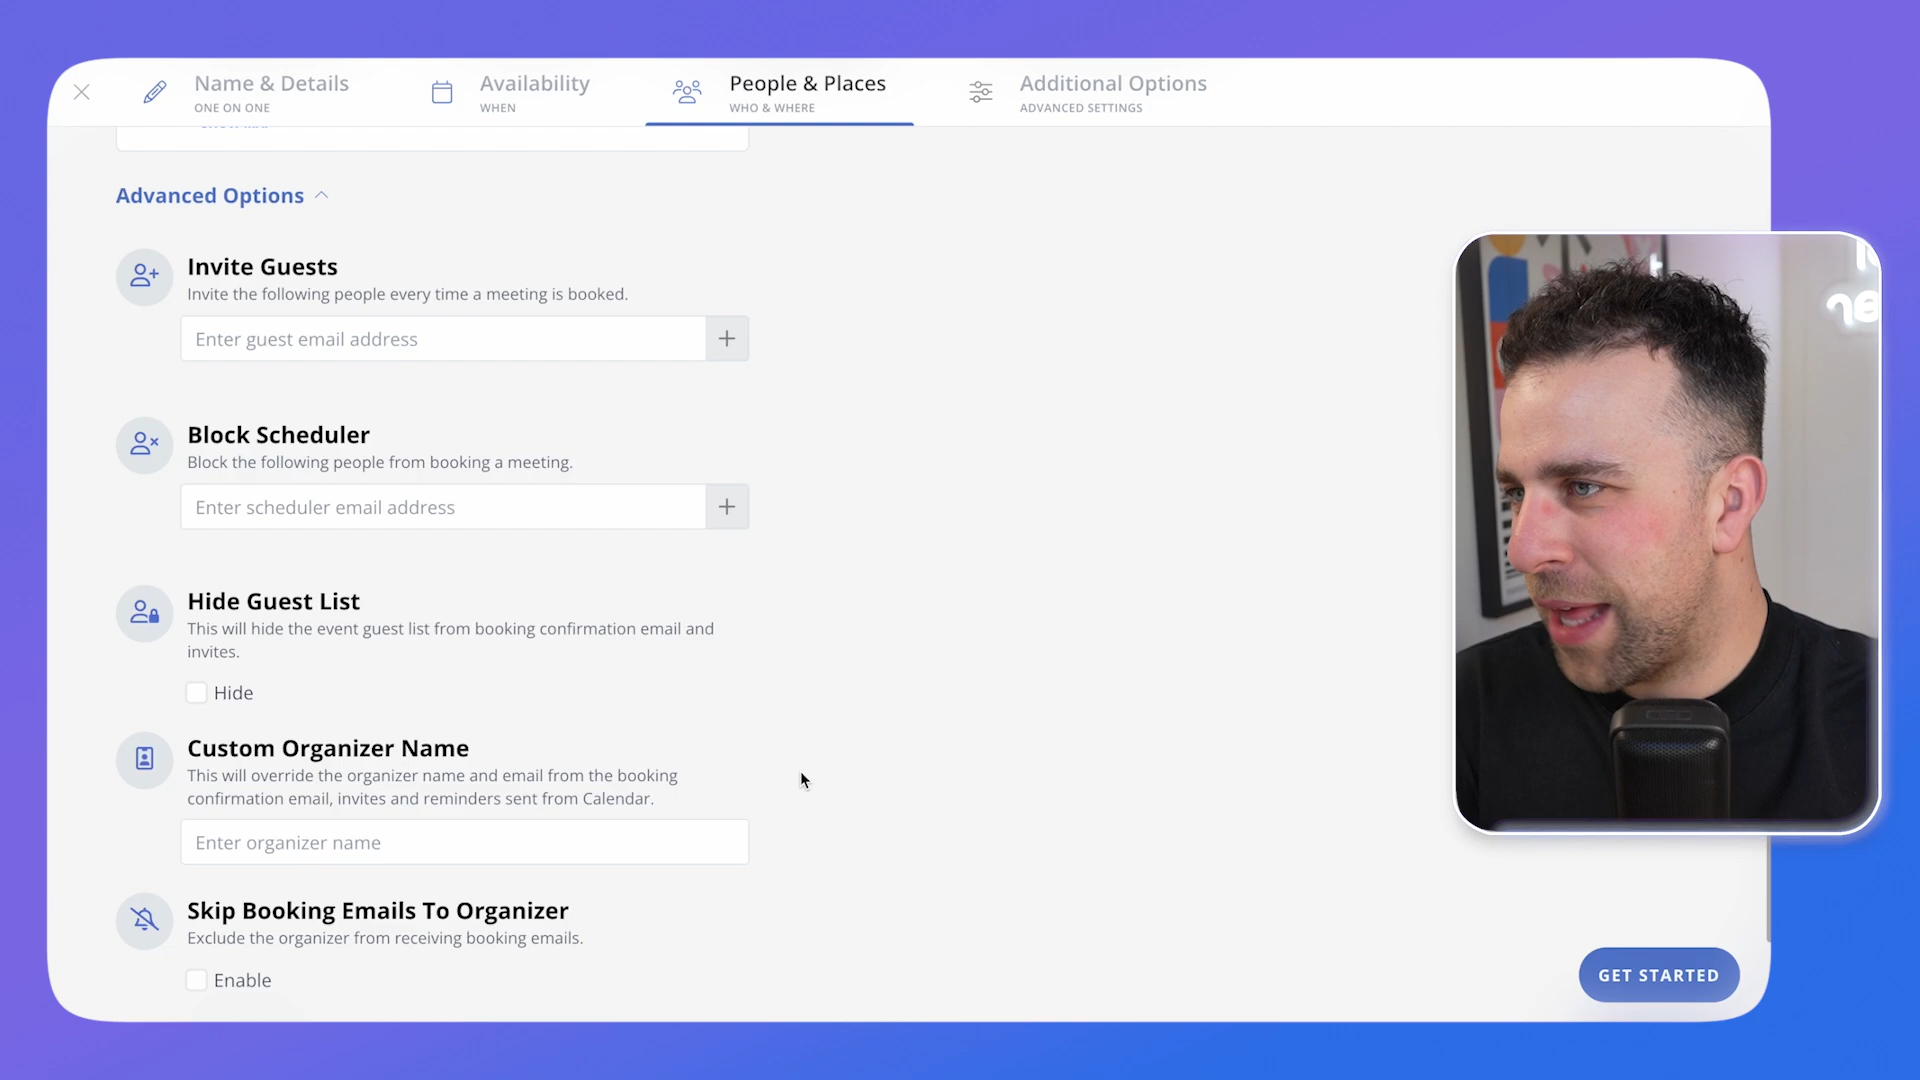 Name & Details
ONE ON ONE
Availability
WHEN
People & Places
WHO & WHERE
Additional Options
ADVANCED SETTINGS
Advanced Options
Invite Guests
Invite the following people every time a meeting is booked.
Enter guest email address
Block Scheduler
Block the following people from booking a meeting.
Enter scheduler email address
Hide Guest List
This will hide the event guest list from booking confirmation email and
invites.
Hide
Custom Organizer Name
This will override the organizer name and email from the booking
confirmation email, invites and reminders sent from Calendar.
Enter organizer name
Skip Booking Emails To Organizer
Exclude the organizer from receiving booking emails.
Enable
GET STARTED